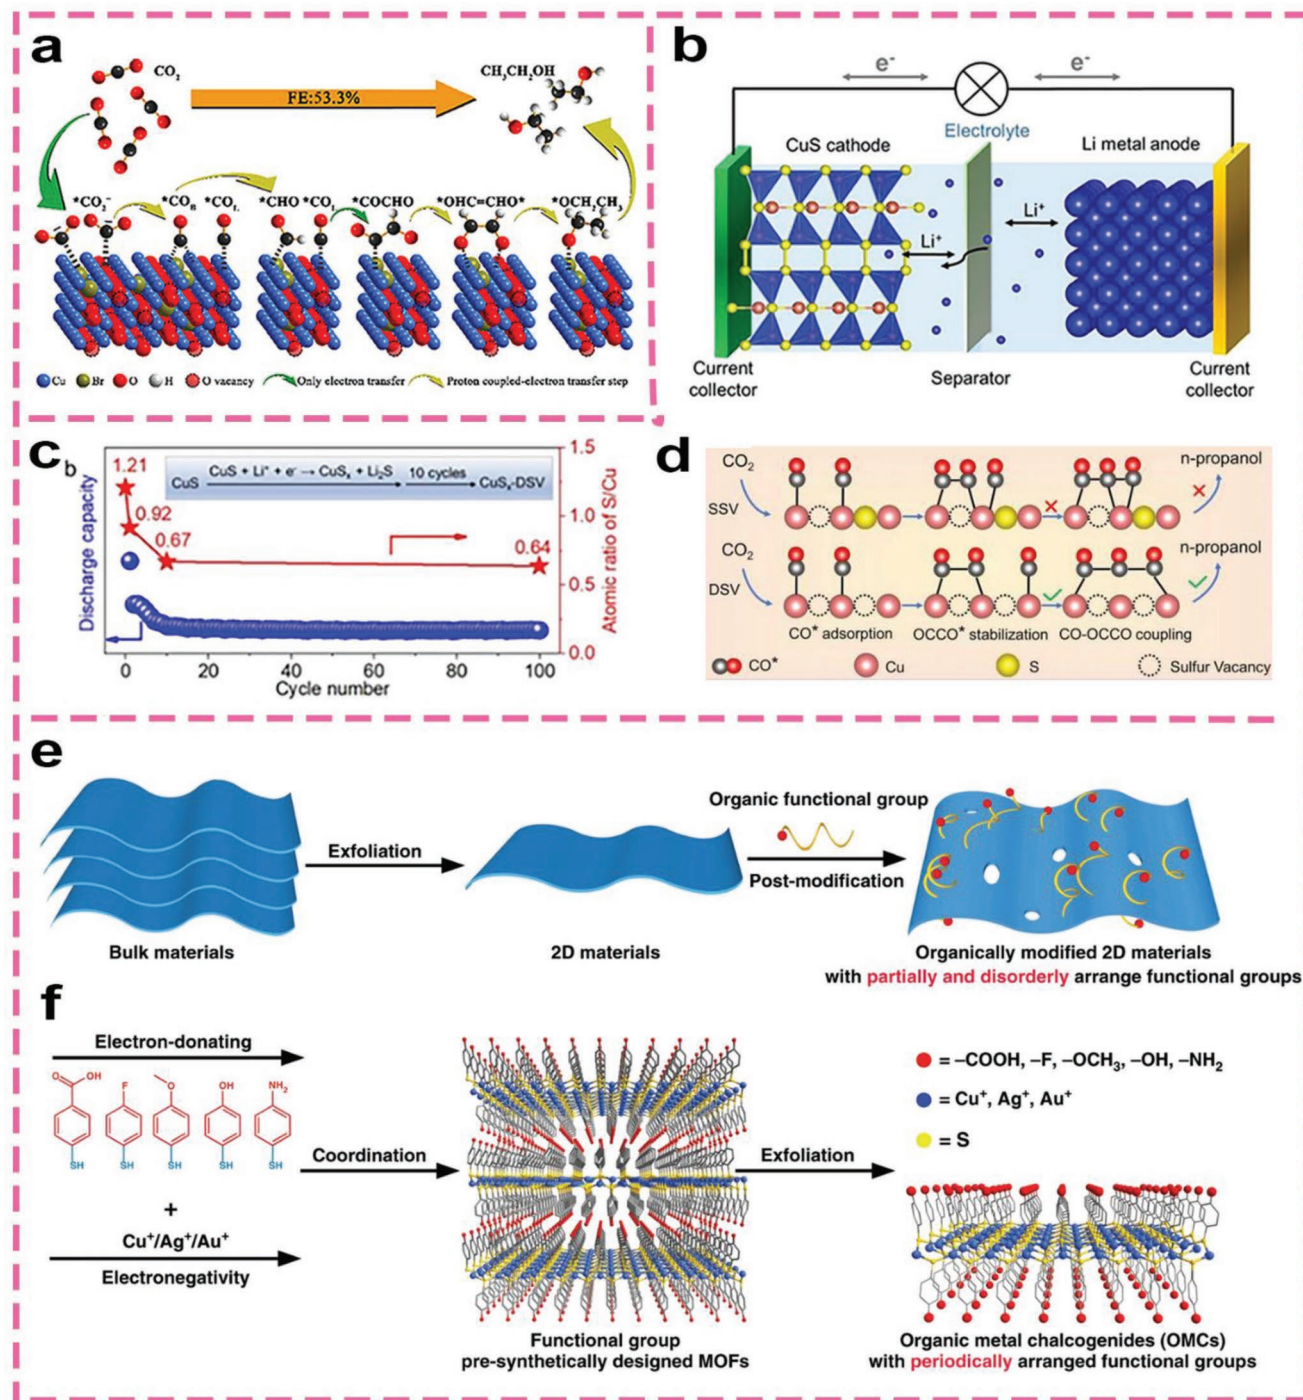 a
CO₂
CH₃CH₂OH
FE:53.3%
*CO₂⁻
*CO_B
*CO_L
*CHO
*CO_L
*COCHO
*OHC=CHO*
*OCH₂CH₃
Cu
Br
O
H
O vacancy
Only electron transfer
Proton coupled-electron transfer step
b
e⁻
e⁻
Electrolyte
CuS cathode
Li metal anode
Li⁺
Li⁺
Current
collector
Separator
Current
collector
c
b
1.21
0.92
0.67
0.64
CuS
CuS + Li⁺ + e⁻ → CuSₓ + Li₂S
10 cycles
CuSₓ-DSV
Discharge capacity
Atomic ratio of S/Cu
1.5
1.0
0.5
0.0
0
20
40
60
80
100
Cycle number
d
CO₂
n-propanol
SSV
CO₂
n-propanol
DSV
CO* adsorption
OCCO* stabilization
CO-OCCO coupling
CO*
Cu
S
Sulfur Vacancy
e
Organic functional group
Exfoliation
Post-modification
Bulk materials
2D materials
Organically modified 2D materials
with partially and disorderly arrange functional groups
f
Electron-donating
O
OH
F
O
OH
NH₂
SH
SH
SH
SH
SH
+
Cu⁺/Ag⁺/Au⁺
Electronegativity
Coordination
Functional group
pre-synthetically designed MOFs
Exfoliation
= –COOH, –F, –OCH₃, –OH, –NH₂
= Cu⁺, Ag⁺, Au⁺
= S
Organic metal chalcogenides (OMCs)
with periodically arranged functional groups